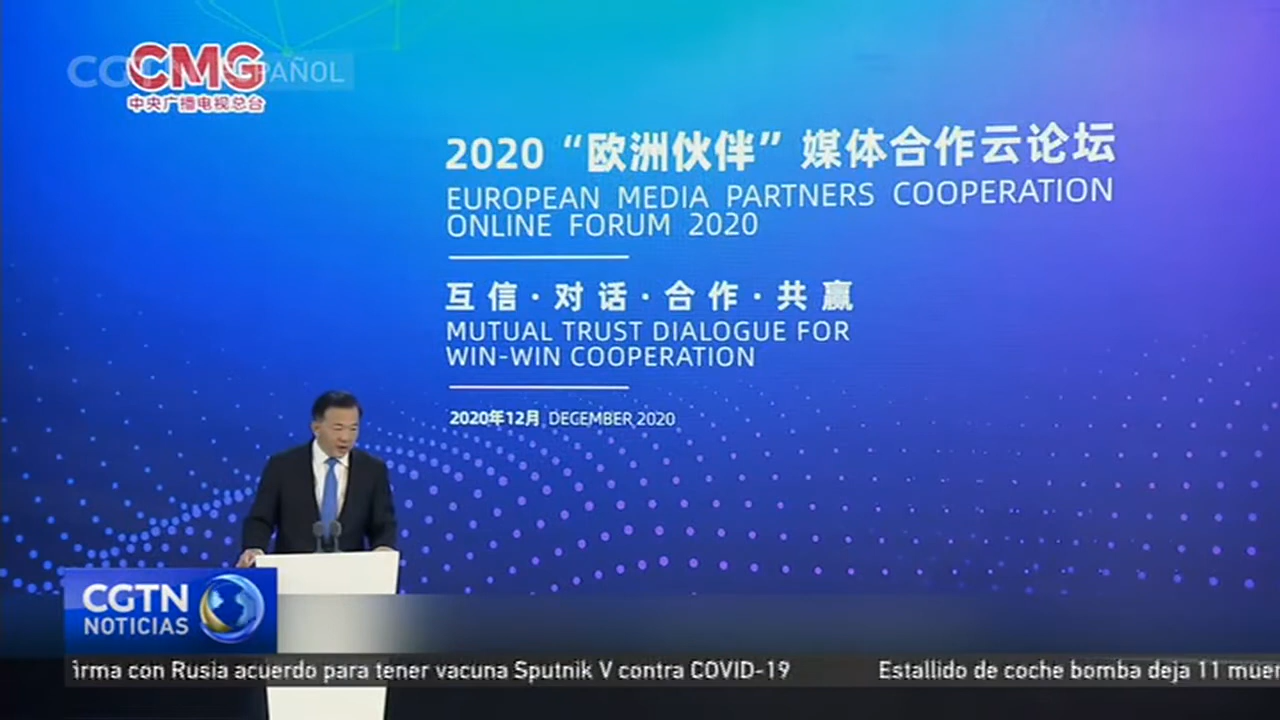 CGTN ESPAÑOL
CMG
中央广播电视总台
2020 “欧洲伙伴” 媒体合作云论坛
EUROPEAN MEDIA PARTNERS COOPERATION
ONLINE FORUM 2020
互信·对话·合作·共赢
MUTUAL TRUST DIALOGUE FOR
WIN-WIN COOPERATION
2020年12月 DECEMBER 2020
CGTN
NOTICIAS
irma con Rusia acuerdo para tener vacuna Sputnik V contra COVID-19 Estallido de coche bomba deja 11